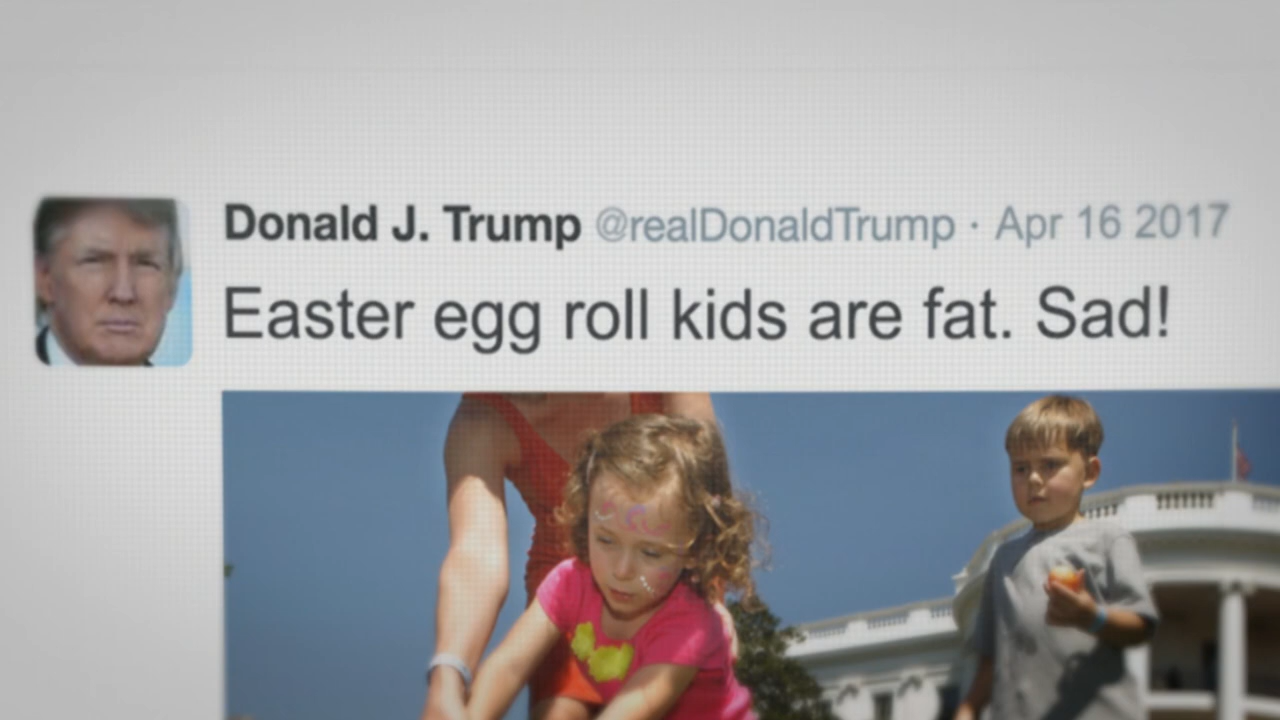 Donald J. Trump @realDonaldTrump · Apr 16 2017
Easter egg roll kids are fat. Sad!